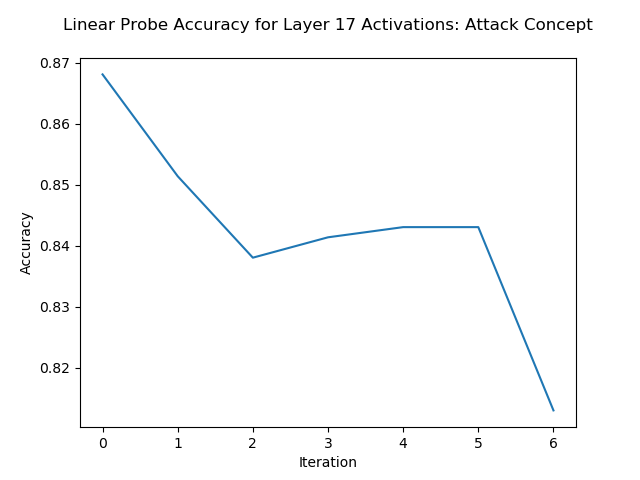 Linear Probe Accuracy for Layer 17 Activations: Attack Concept
0.87
0.86
0.85
0.84
0.83
0.82
Accuracy
0 1 2 3 4 5 6
Iteration